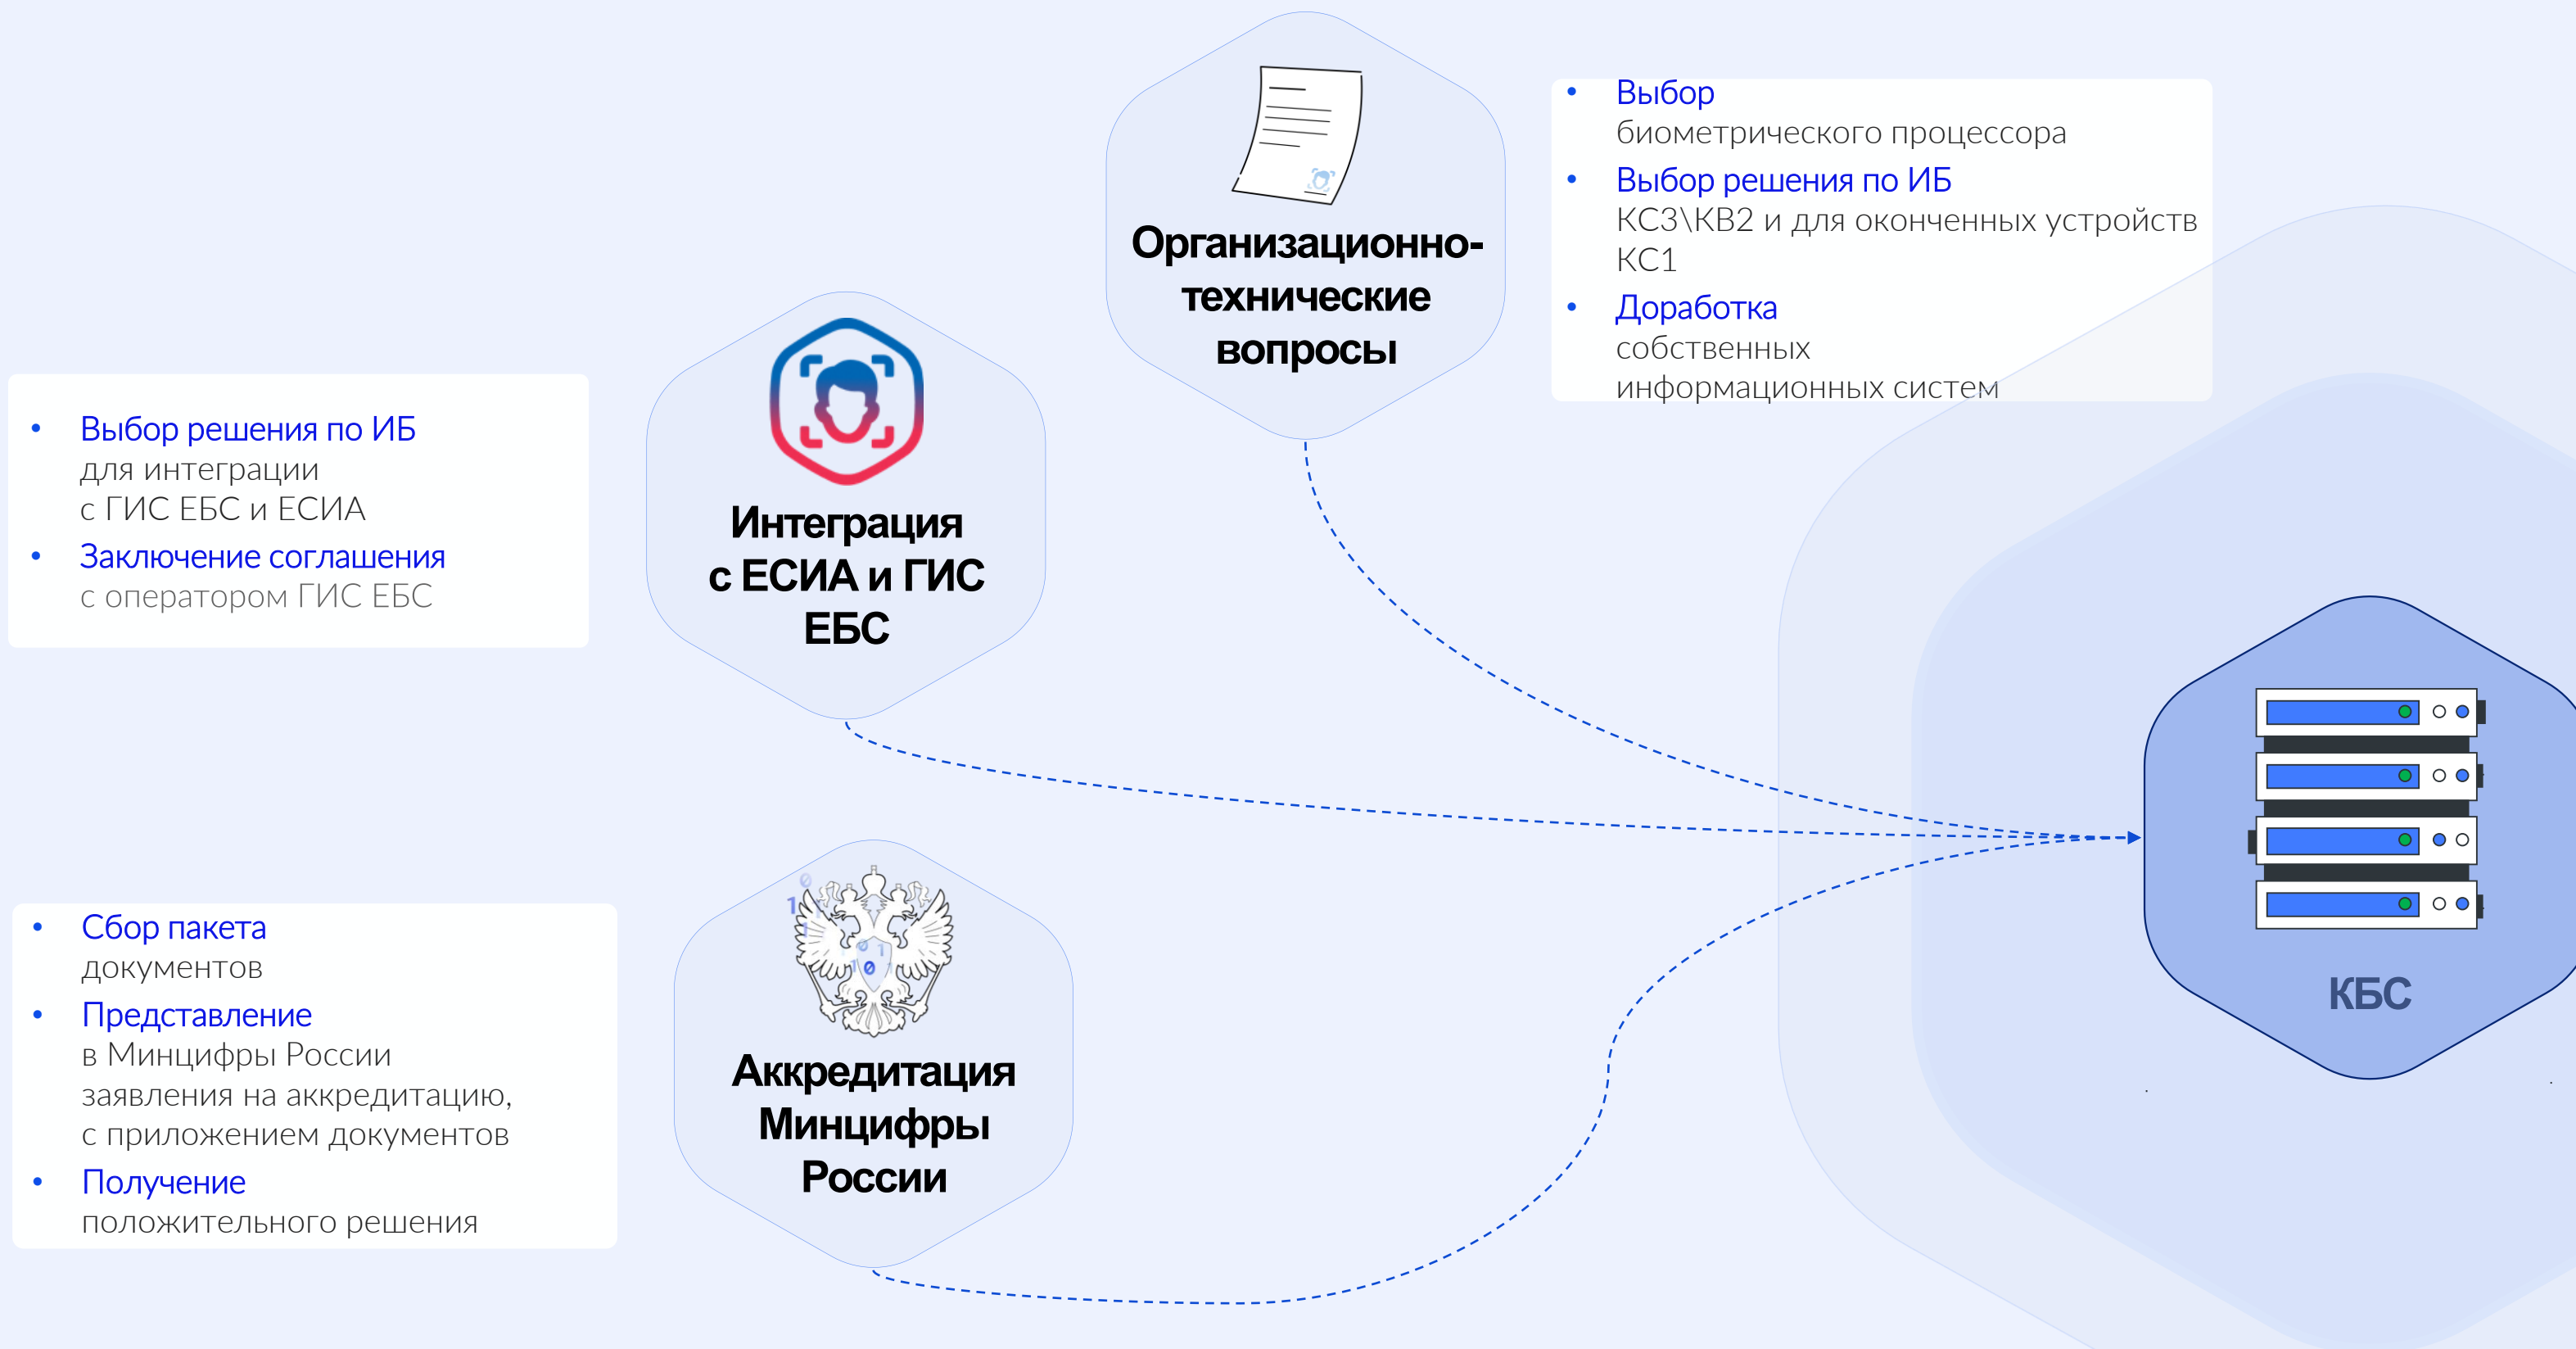 Организационно-
технические
вопросы
• Выбор
биометрического процессора
• Выбор решения по ИБ
КС3\КВ2 и для оконченных устройств
КС1
• Доработка
собственных
информационных систем
• Выбор решения по ИБ
для интеграции
с ГИС ЕБС и ЕСИА
• Заключение соглашения
с оператором ГИС ЕБС
Интеграция
с ЕСИА и ГИС
ЕБС
• Сбор пакета
документов
• Представление
в Минцифры России
заявления на аккредитацию,
с приложением документов
• Получение
положительного решения
Аккредитация
Минцифры
России
КБС